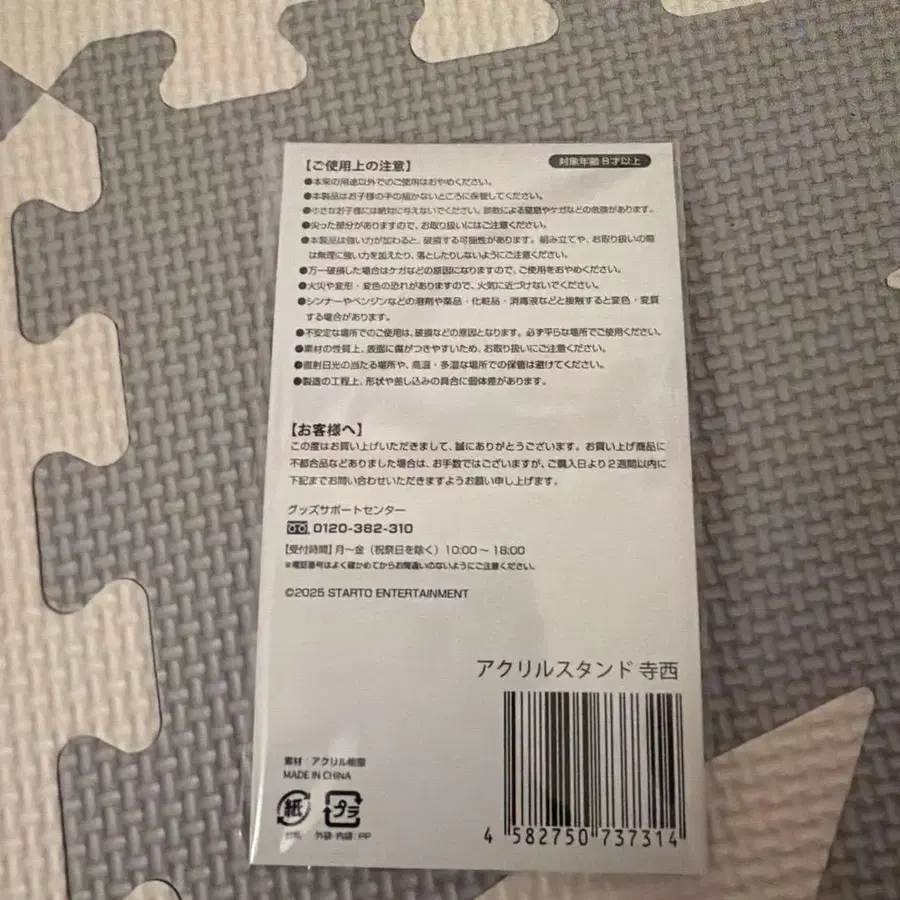 【ご使用上の注意】
対象年齢 8才以上
●本来の用途以外でのご使用はおやめください。
●本製品はお子様の手の届かないところに保管してください。
●小さなお子様には絶対に与えないでください。誤飲による窒息やケガなどの危険があります。
●尖った部分がありますので、お取り扱いにはご注意ください。
●本製品は強い力が加わると、破損する可能性があります。組み立てや、お取り扱いの際
は無理に強い力を加えたり、落としたりしないようにご注意ください。
●万一破損した場合はケガなどの原因になりますので、ご使用をおやめください。
●火災や変形・変色の恐れがありますので、火気に近づけないでください。
●シンナーやベンジンなどの溶剤や薬品・化粧品・消毒液などと接触すると変色・変質
する場合があります。
●不安定な場所でのご使用は、破損などの原因となります。必ず平らな場所でご使用ください。
●素材の性質上、表面に傷がつきやすいため、お取り扱いにご注意ください。
●直射日光の当たる場所や、高温・多湿な場所での保管は避けてください。
●製造の工程上、形状や差し込みの具合に個体差があります。
【お客様へ】
この度はお買い上げいただきまして、誠にありがとうございます。お買い上げ商品に
不都合品などありました場合は、お手数ではございますが、ご購入日より2週間以内に
下記までお問い合わせいただきますようお願い申し上げます。
グッズサポートセンター
0120-382-310
【受付時間】月～金（祝祭日を除く）10:00～18:00
※電話番号はよく確かめてからお間違いのないようにご注意ください。
©2025 STARTO ENTERTAINMENT
アクリルスタンド 寺西
素材 アクリル樹脂
MADE IN CHINA
紙 プラ
台紙 外袋・内袋:PP
4 582750 737314